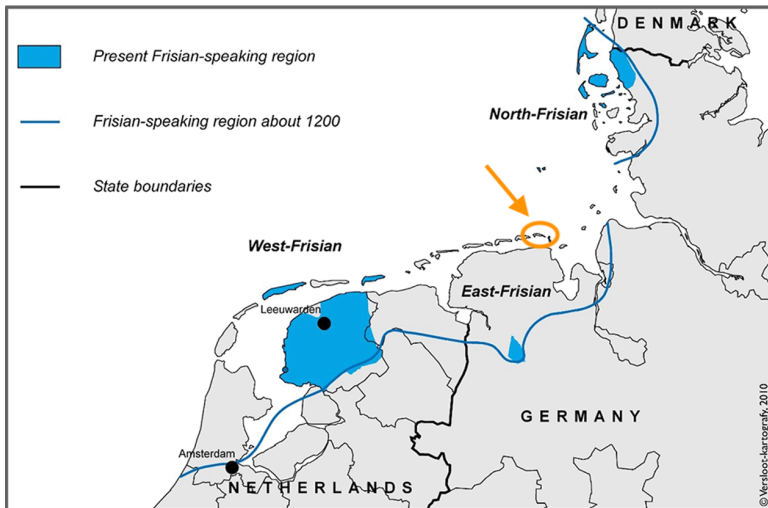 DENMARK
Present Frisian-speaking region
Frisian-speaking region about 1200
North-Frisian
State boundaries
West-Frisian
East-Frisian
Leeuwarden
GERMANY
Amsterdam
NETHERLANDS
© Versloot-kartografy, 2010